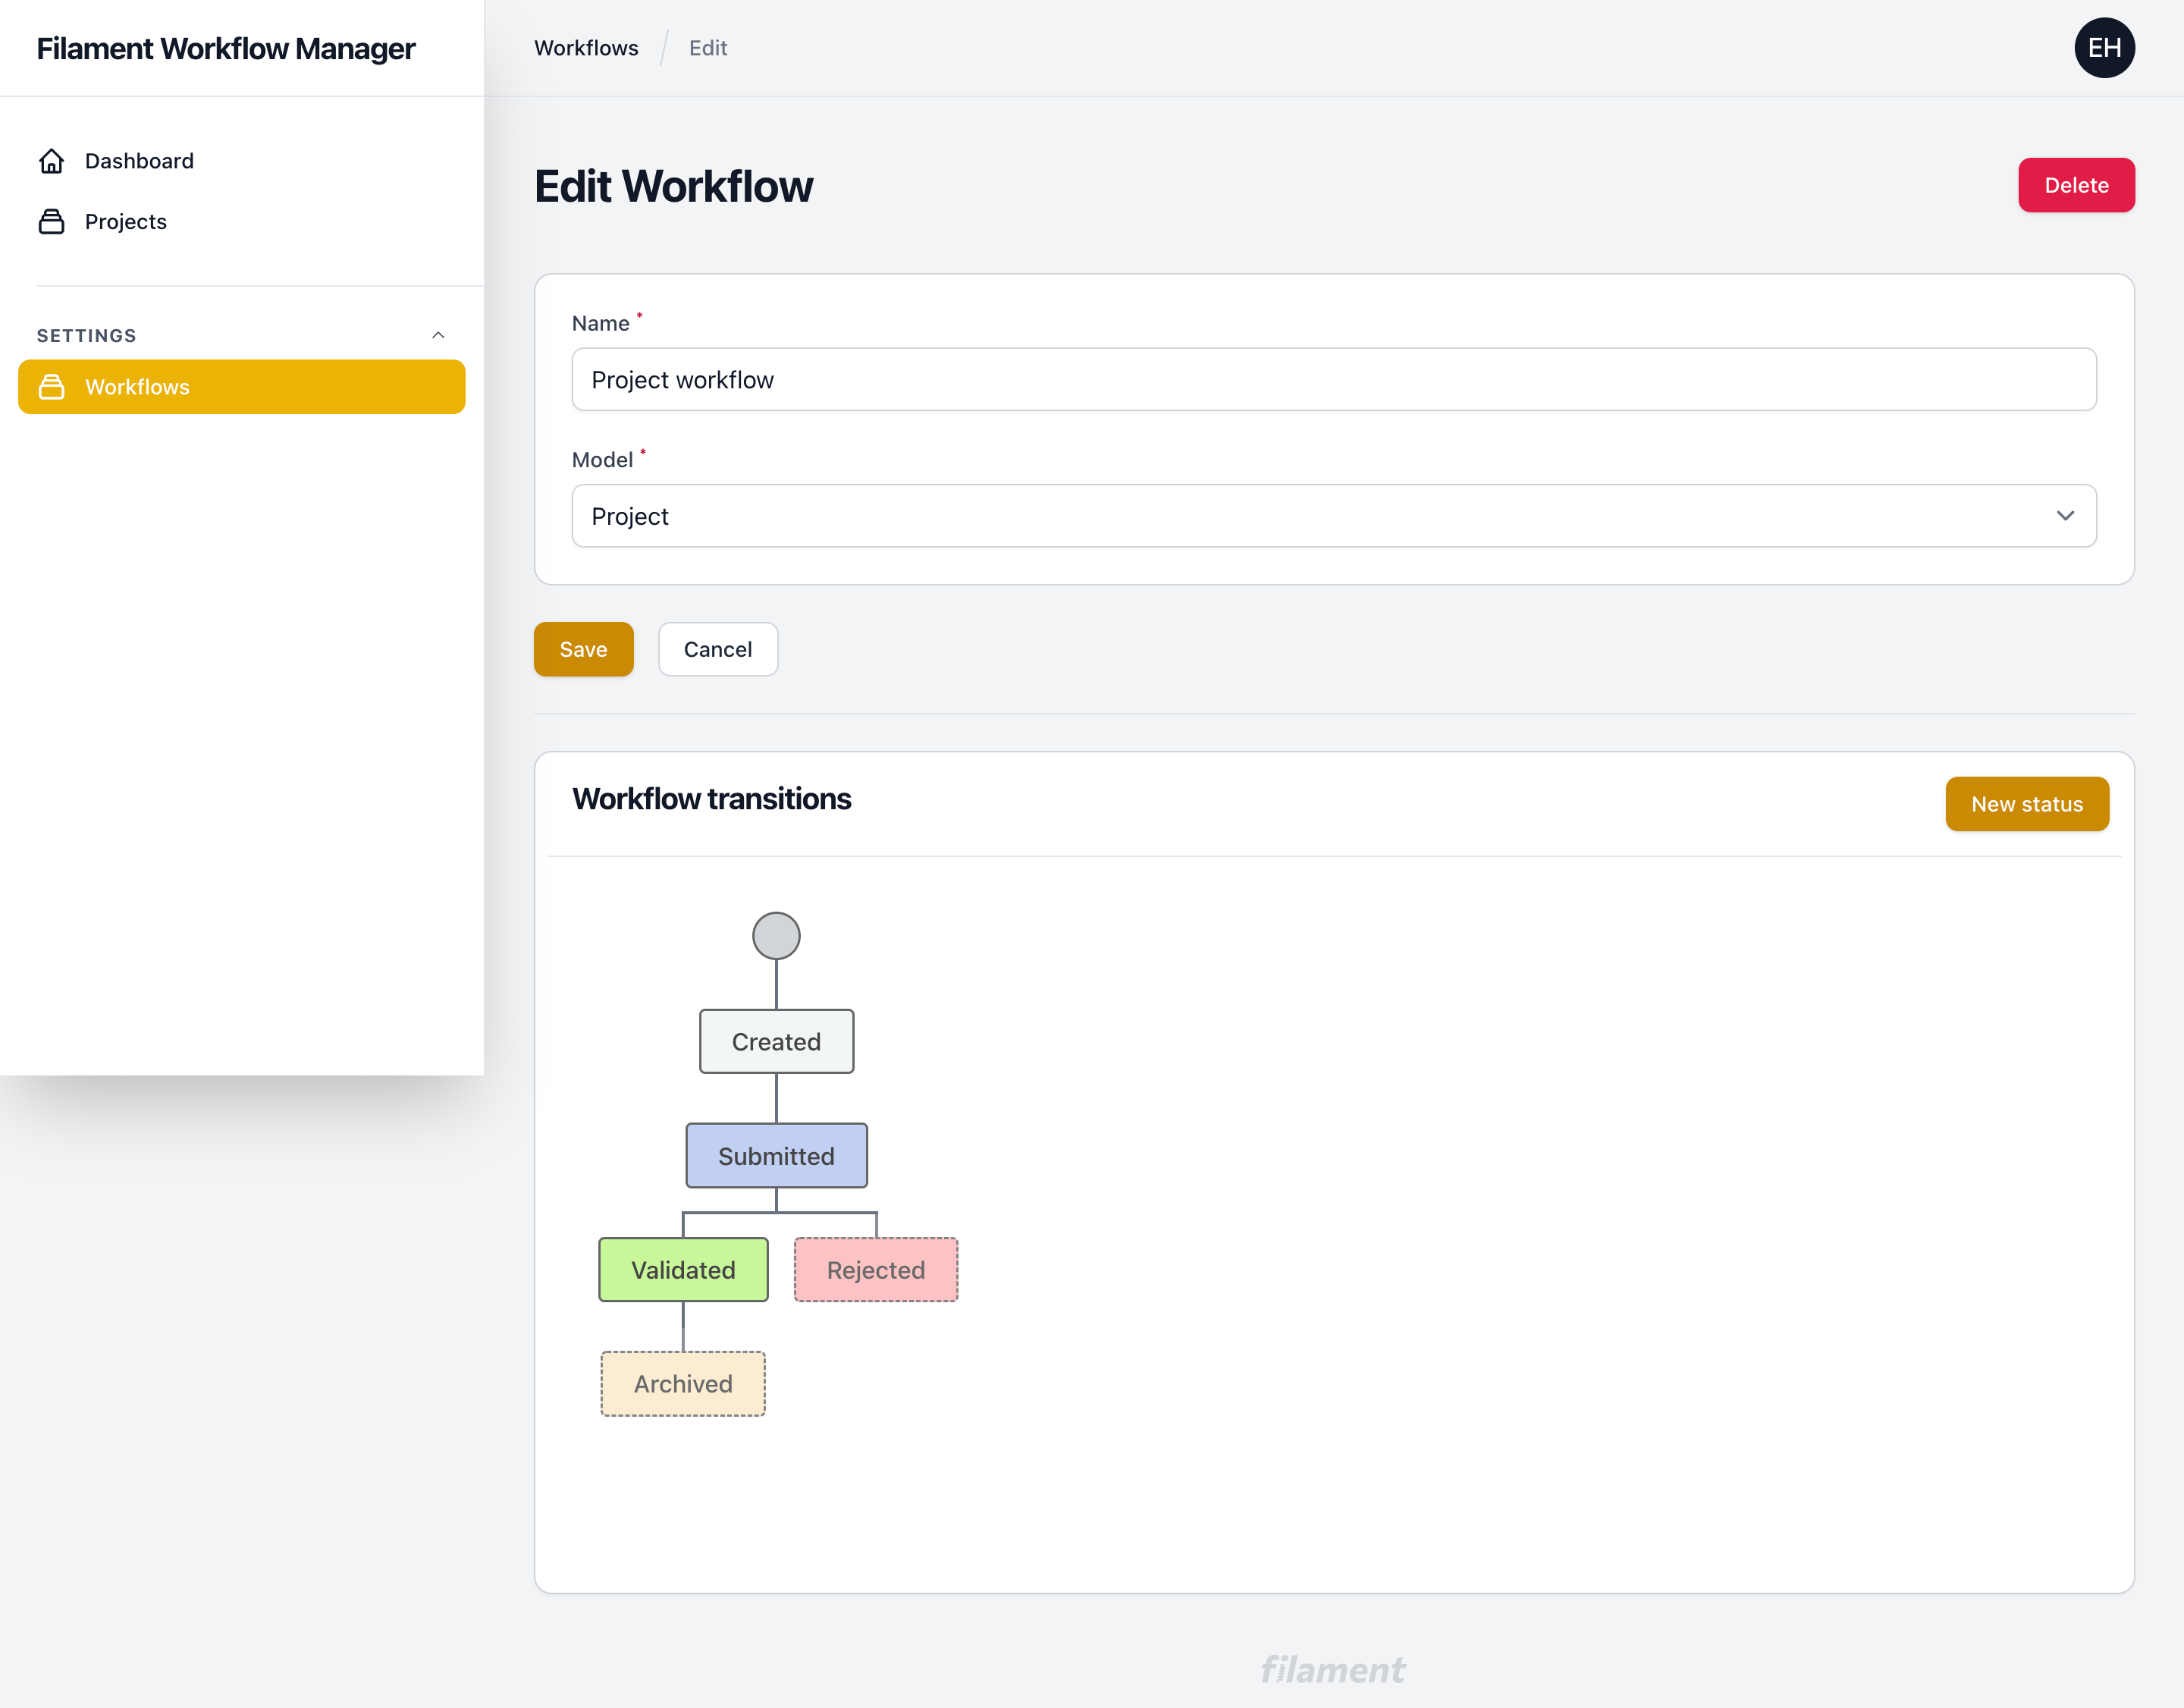 Filament Workflow Manager
Workflows / Edit
EH
Dashboard
Projects
SETTINGS
Workflows
Edit Workflow
Delete
Name *
Project workflow
Model *
Project
Save
Cancel
Workflow transitions
New status
Created
Submitted
Validated
Rejected
Archived
filament